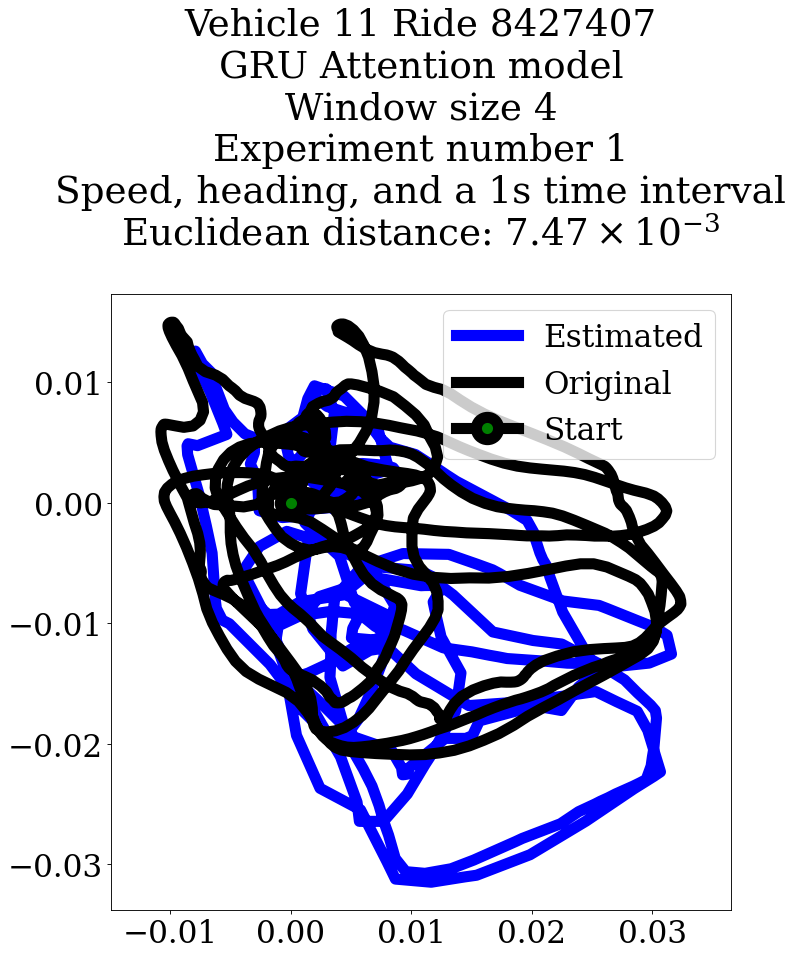 Vehicle 11 Ride 8427407
GRU Attention model
Window size 4
Experiment number 1
Speed, heading, and a 1s time interval
Euclidean distance: 7.47 × 10⁻³
Estimated
Original
Start
0.01
0.00
−0.01
−0.02
−0.03
−0.01 0.00 0.01 0.02 0.03